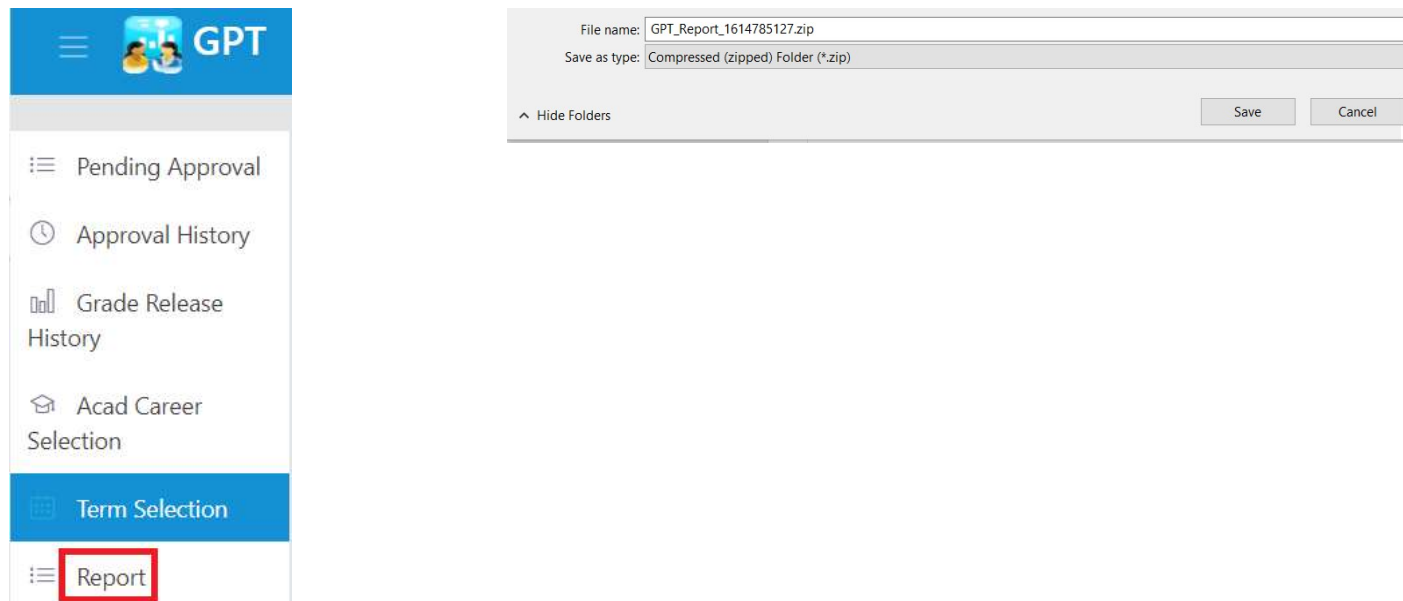 GPT
Pending Approval
Approval History
Grade Release
History
Acad Career
Selection
Term Selection
Report
File name: GPT_Report_1614785127.zip
Save as type: Compressed (zipped) Folder (*.zip)
Hide Folders Save Cancel